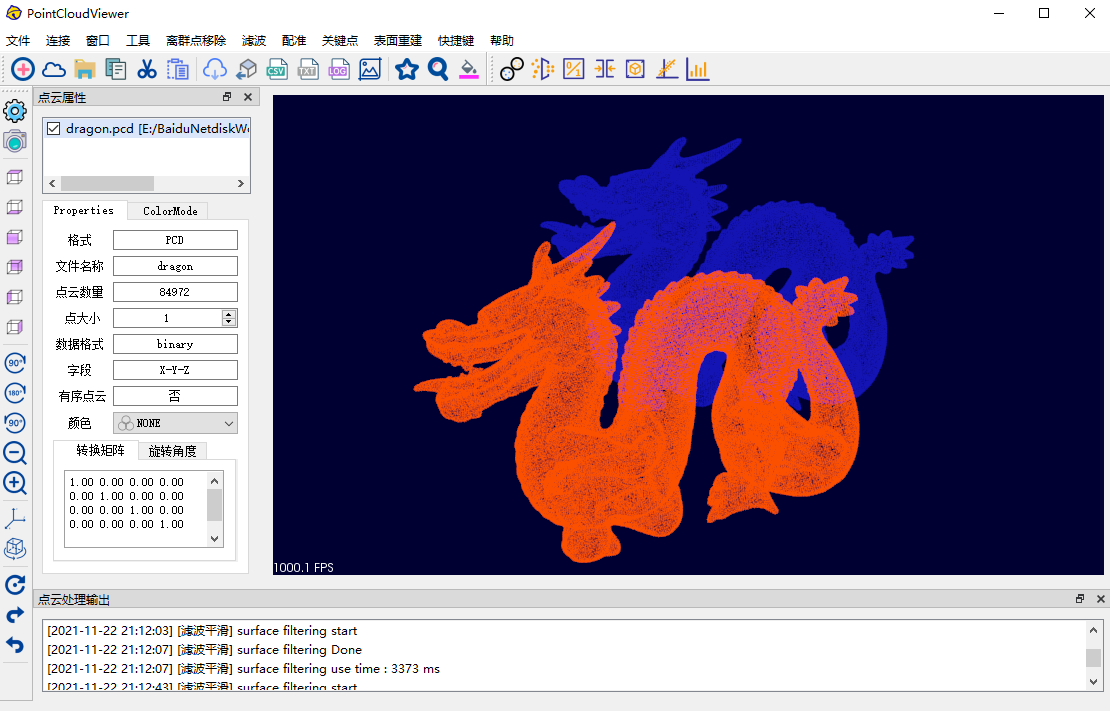 PointCloudViewer
文件 连接 窗口 工具 离群点移除 滤波 配准 关键点 表面重建 快捷键 帮助
CSV TXT LOG
点云属性
dragon.pcd [E:/BaiduNetdiskWo
Properties ColorMode
格式 PCD
文件名称 dragon
点云数量 84972
点大小 1
数据格式 binary
字段 X-Y-Z
有序点云 否
颜色 NONE
转换矩阵 旋转角度
1.00 0.00 0.00 0.00
0.00 1.00 0.00 0.00
0.00 0.00 1.00 0.00
0.00 0.00 0.00 1.00
90°
180°
90°
1000.1 FPS
点云处理输出
[2021-11-22 21:12:03] [滤波平滑] surface filtering start
[2021-11-22 21:12:07] [滤波平滑] surface filtering Done
[2021-11-22 21:12:07] [滤波平滑] surface filtering use time : 3373 ms
[2021-11-22 21:12:43] [滤波平滑] surface filtering start